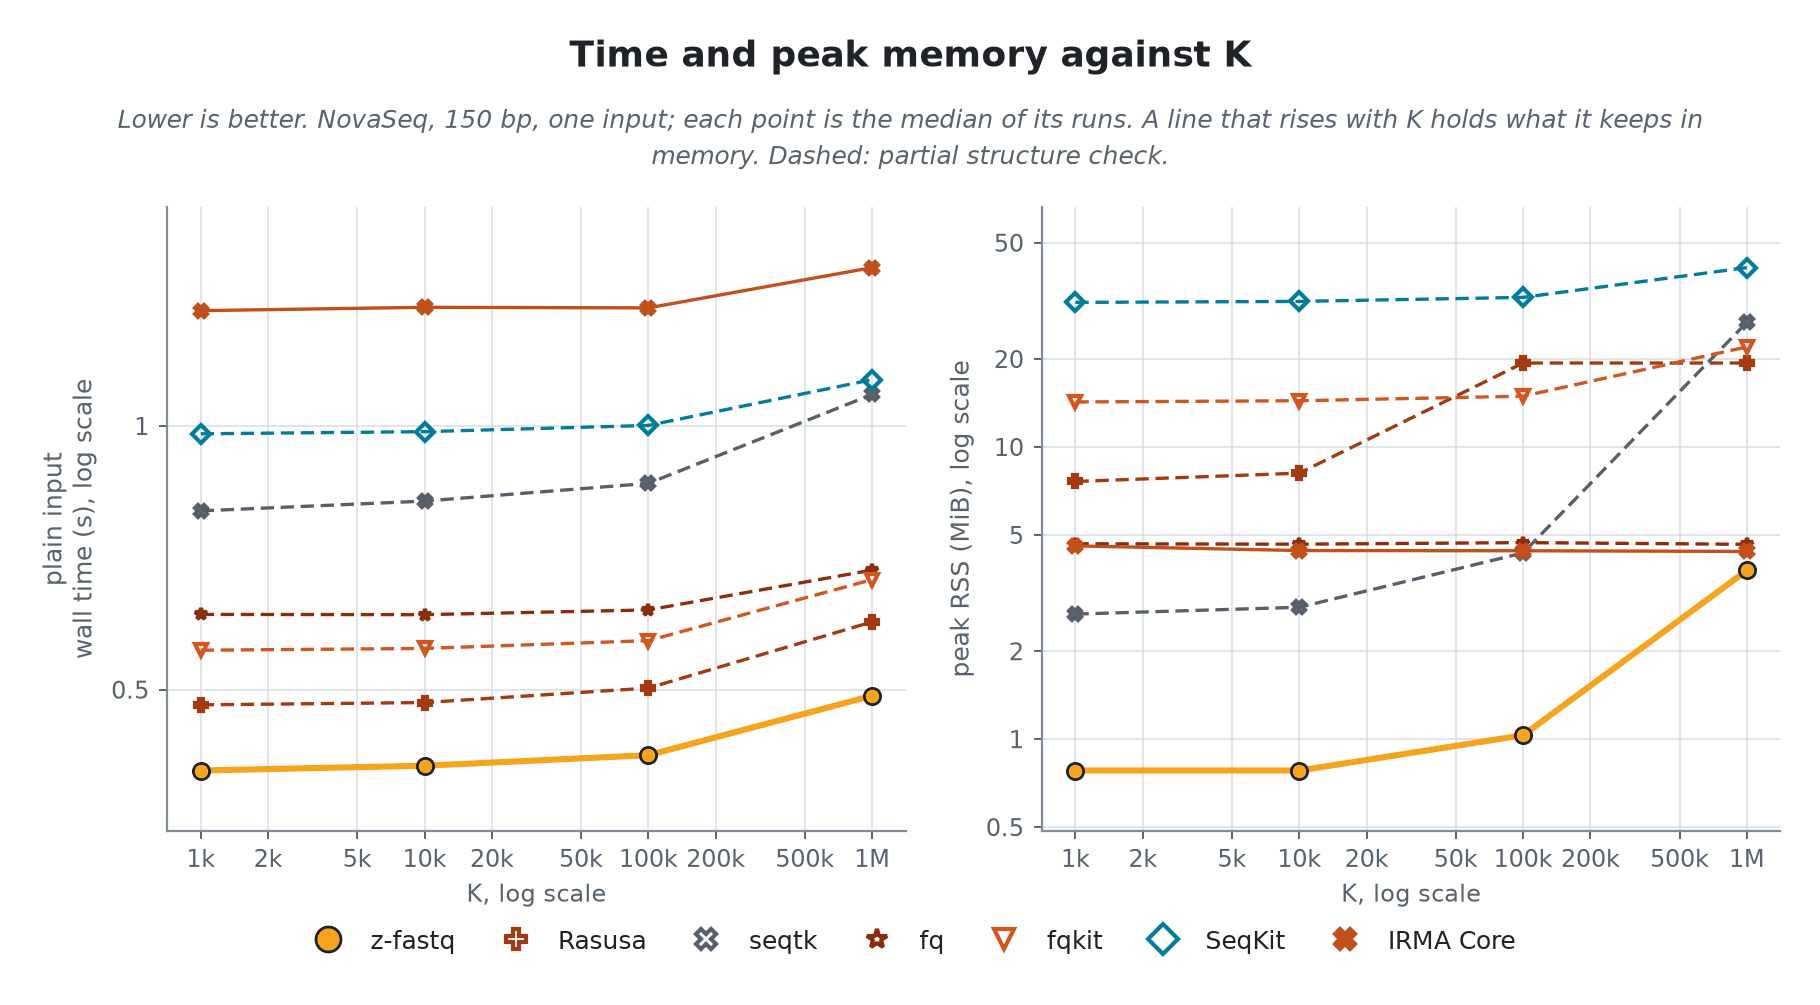 Time and peak memory against K
Lower is better. NovaSeq, 150 bp, one input; each point is the median of its runs. A line that rises with K holds what it keeps in
memory. Dashed: partial structure check.
plain input
wall time (s), log scale
1
0.5
1k 2k 5k 10k 20k 50k 100k 200k 500k 1M
K, log scale
peak RSS (MiB), log scale
50
20
10
5
2
1
0.5
1k 2k 5k 10k 20k 50k 100k 200k 500k 1M
K, log scale
z-fastq Rasusa seqtk fq fqkit SeqKit IRMA Core